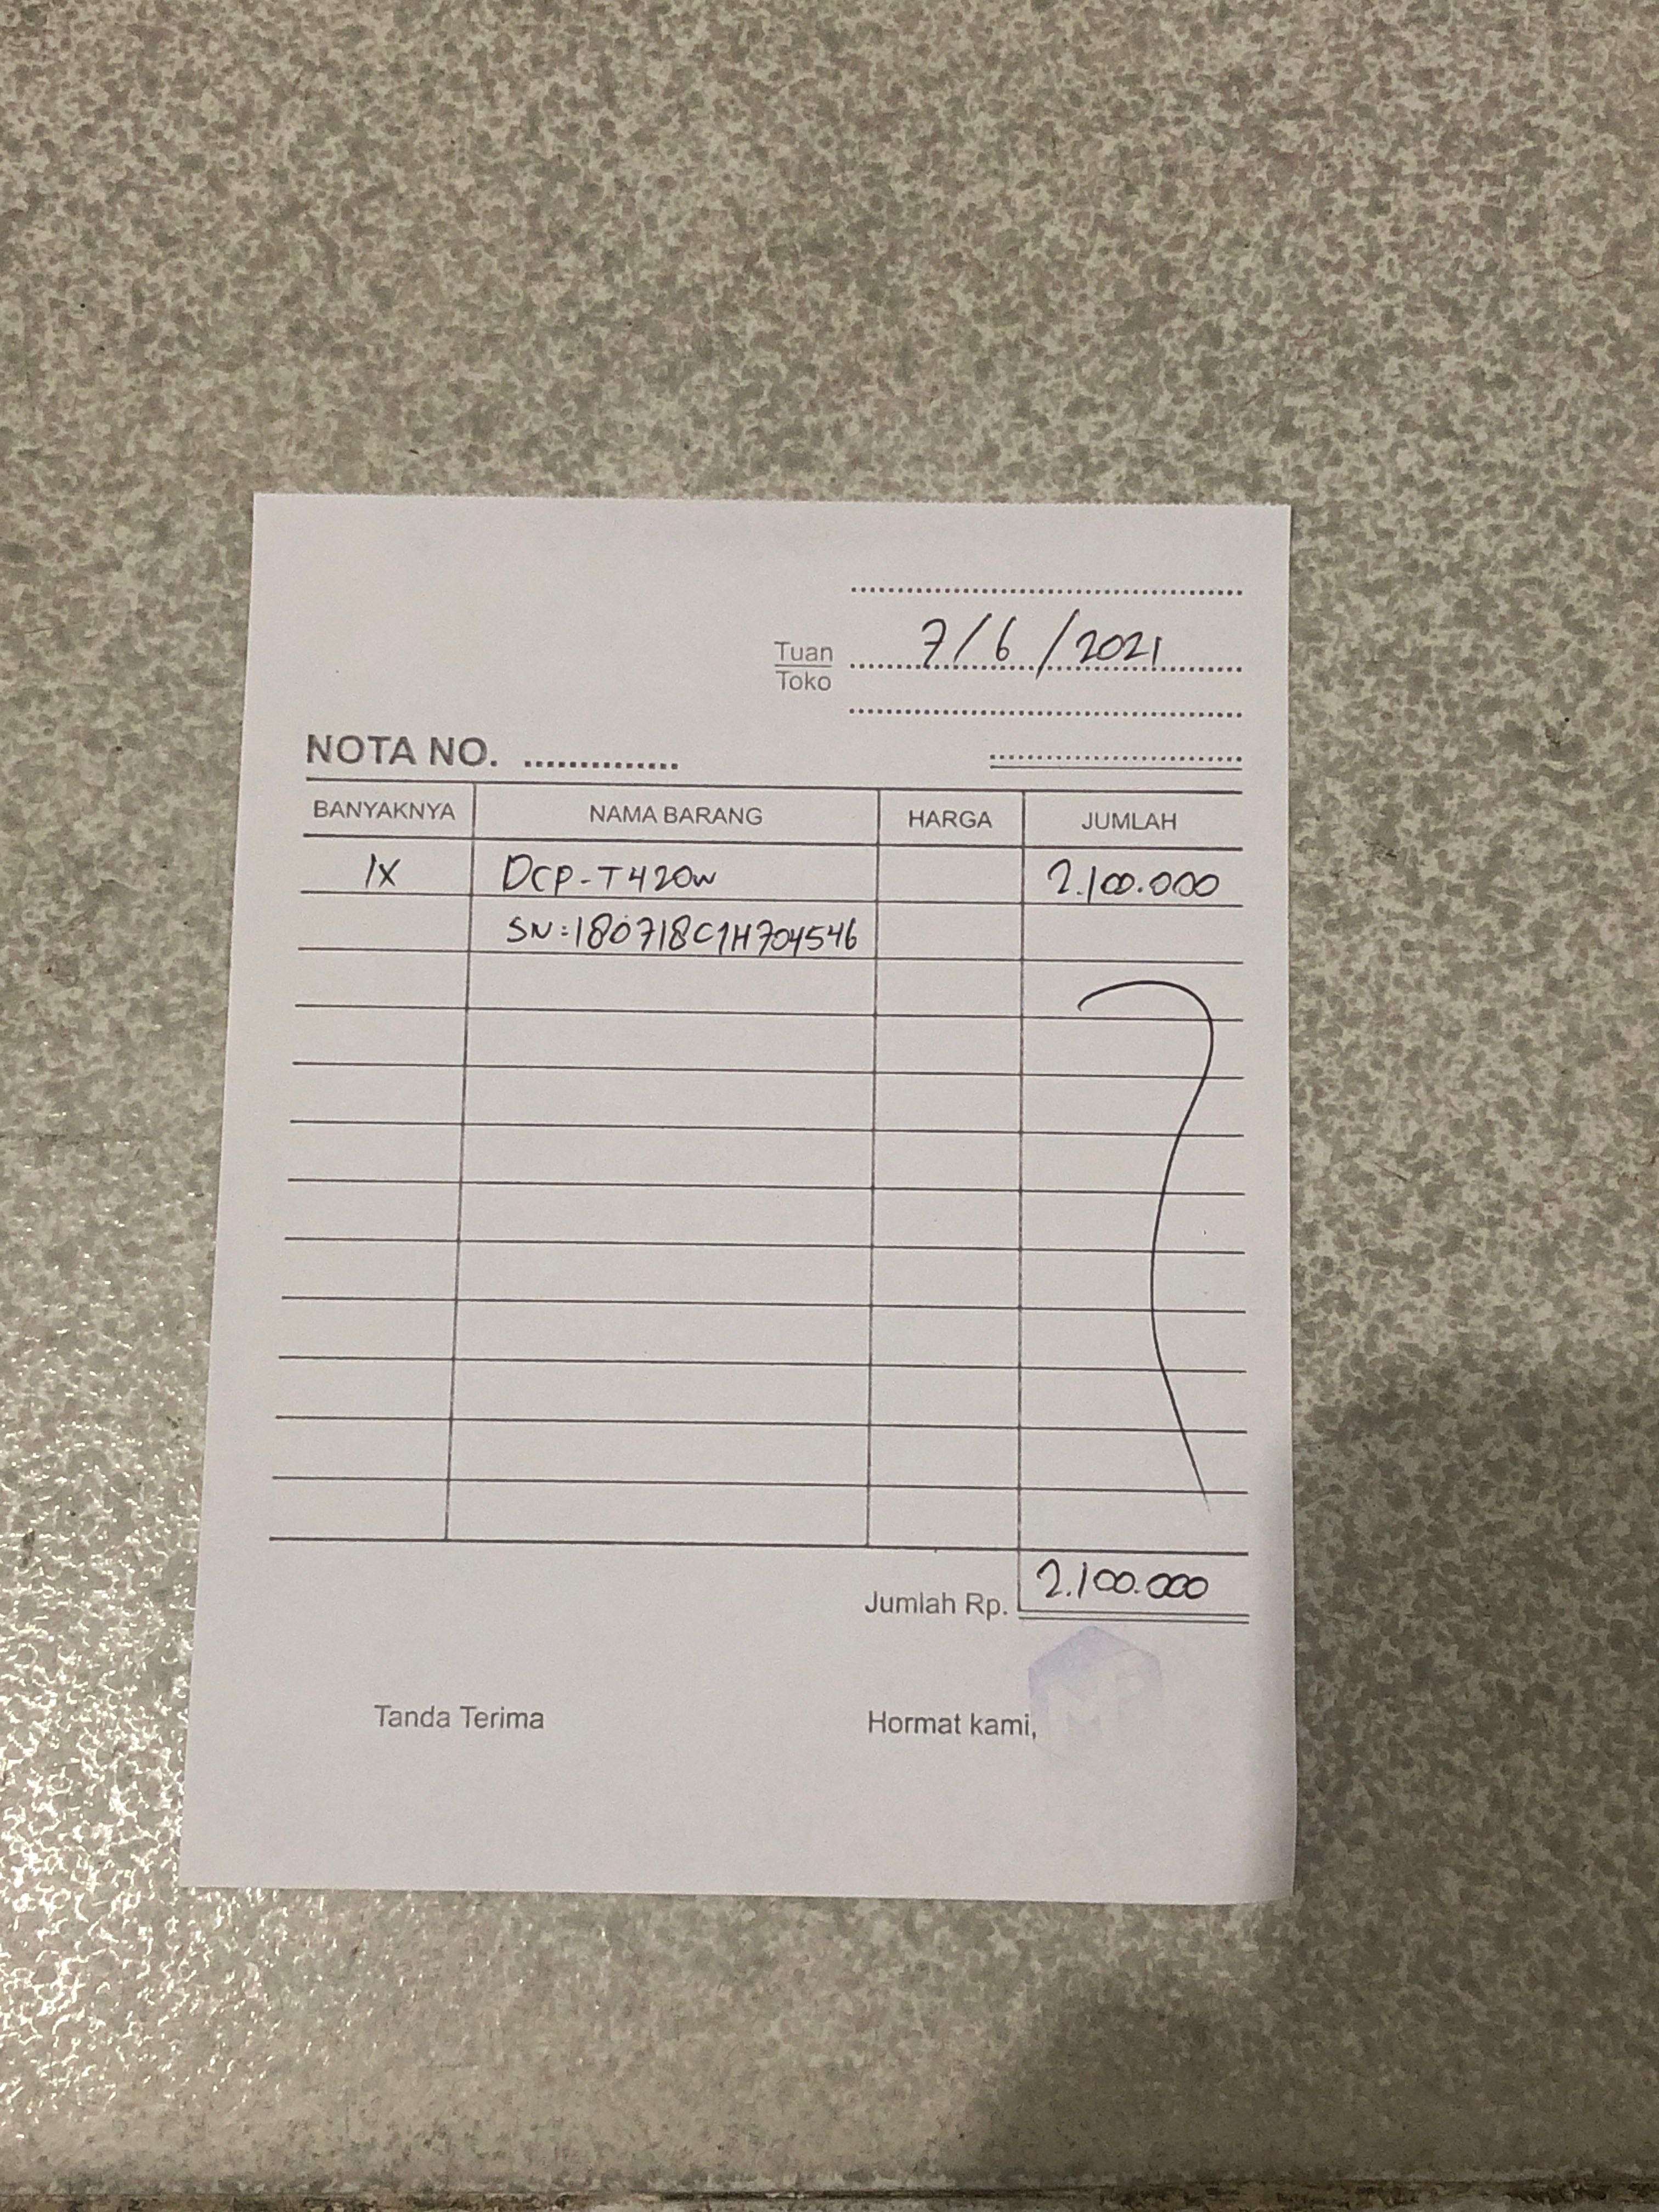 7/6/2021
Tuan
Toko
NOTA NO. ..............
BANYAKNYA NAMA BARANG HARGA JUMLAH
1X DCP-T420W 2.100.000
SN:180718C1H704546
Jumlah Rp. 2.100.000
Tanda Terima Hormat kami,
MP